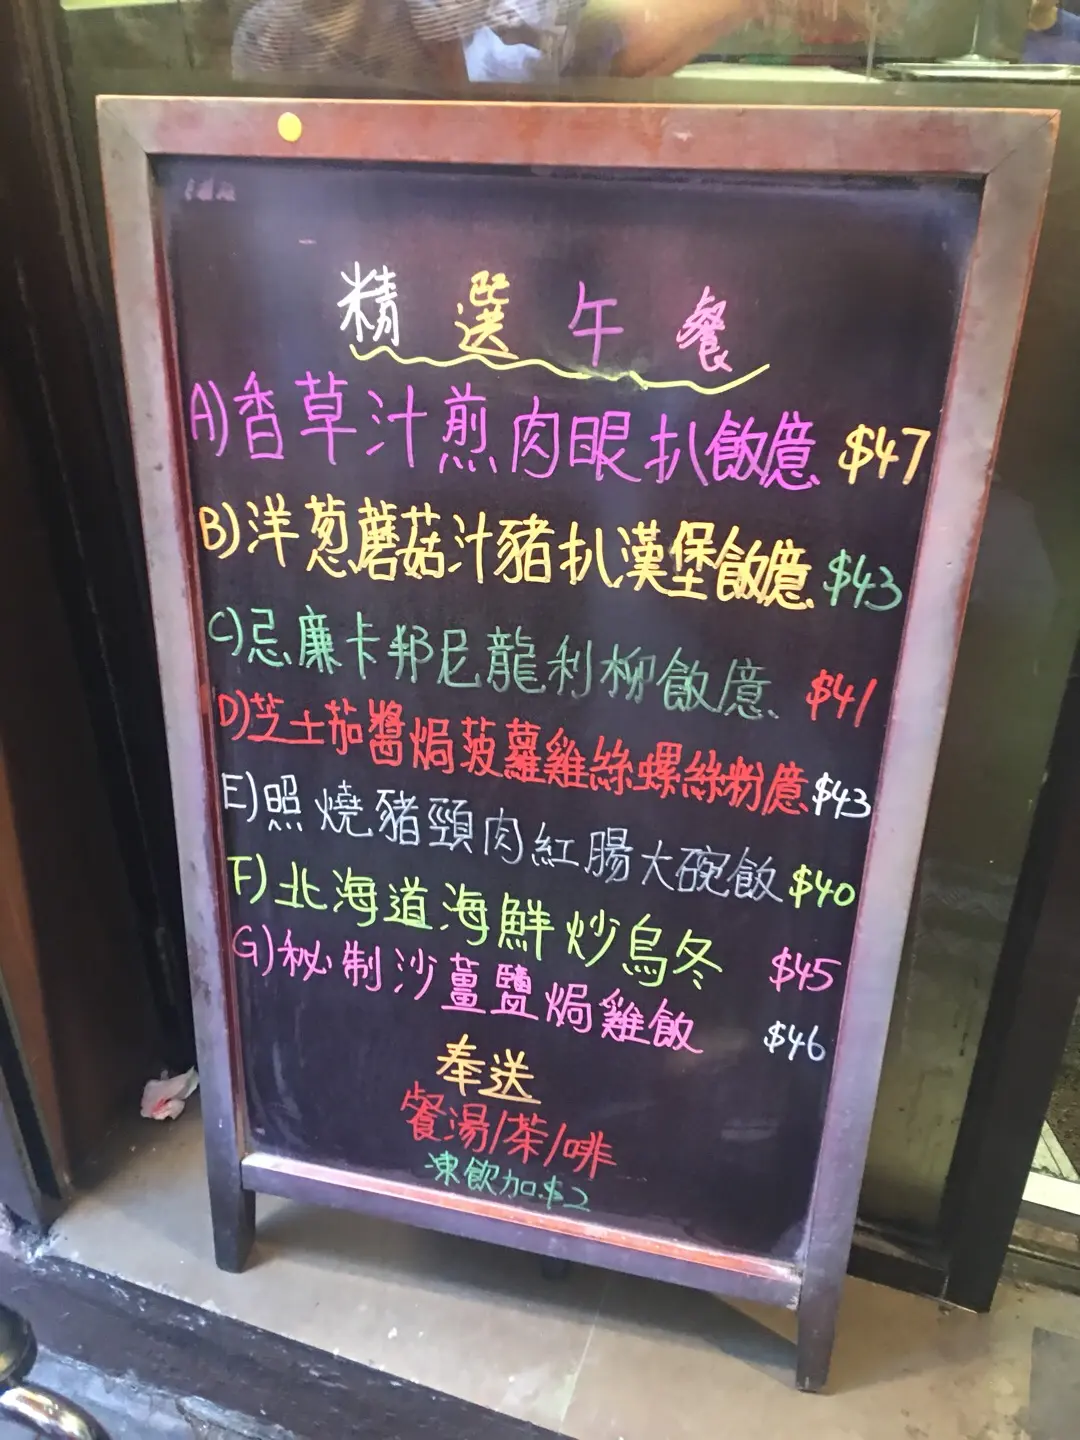 精選午餐
A)香草汁煎肉眼扒飯/意 $47
B)洋葱蘑菇汁豬扒漢堡飯/意 $43
C)忌廉卡邦尼龍利柳飯/意 $41
D)芝士茄醬焗菠蘿雞絲螺絲粉/意 $43
E)照燒豬頸肉紅腸大碗飯 $40
F)北海道海鮮炒烏冬 $45
G)秘制沙薑鹽焗雞飯 $46
奉送
餐湯/茶/啡
凍飲加$2